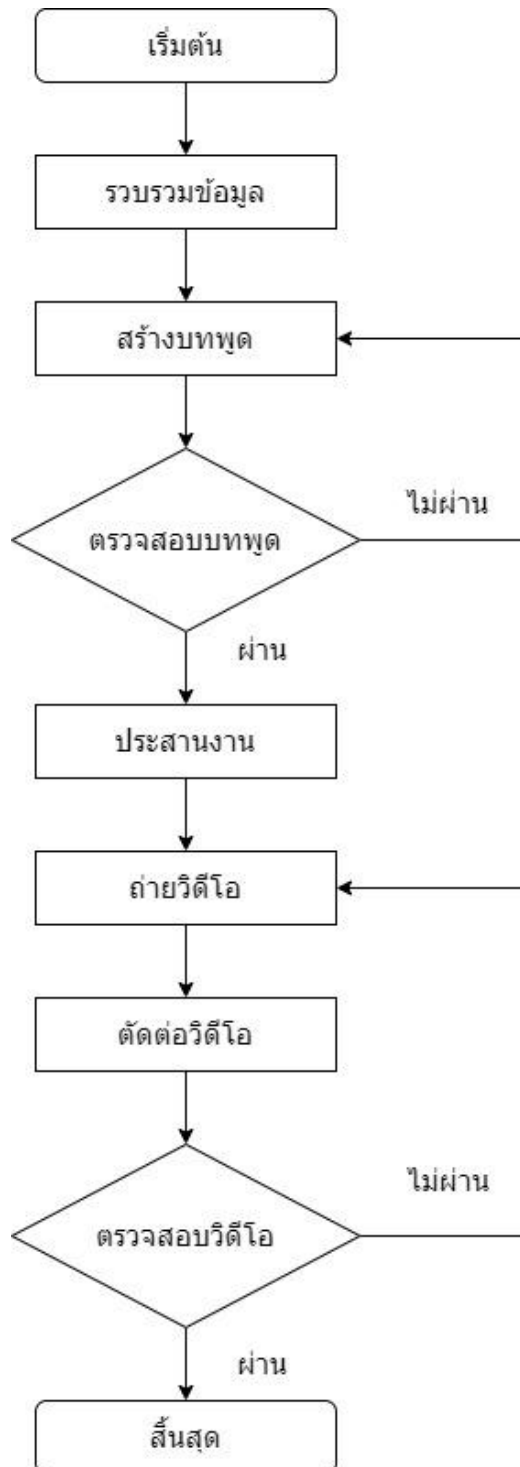 เริ่มต้น
รวบรวมข้อมูล
สร้างบทพูด
ตรวจสอบบทพูด
ไม่ผ่าน
ผ่าน
ประสานงาน
ถ่ายวิดีโอ
ตัดต่อวิดีโอ
ตรวจสอบวิดีโอ
ไม่ผ่าน
ผ่าน
สิ้นสุด